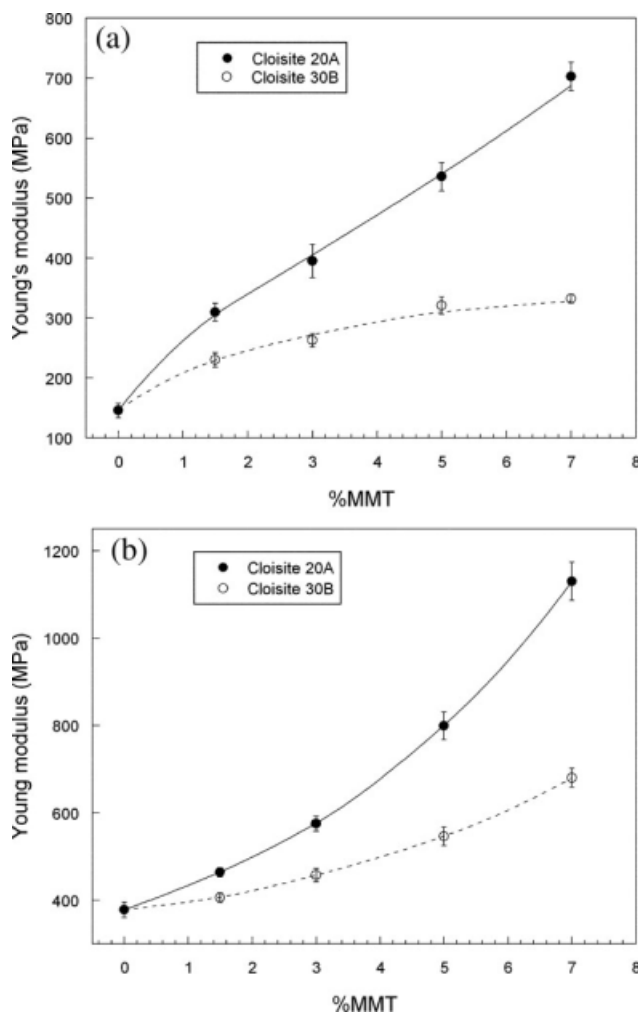 (a)
Cloisite 20A
Cloisite 30B
Young's modulus (MPa)
800
700
600
500
400
300
200
100
0 1 2 3 4 5 6 7 8
%MMT
(b)
Cloisite 20A
Cloisite 30B
Young modulus (MPa)
1200
1000
800
600
400
0 1 2 3 4 5 6 7 8
%MMT